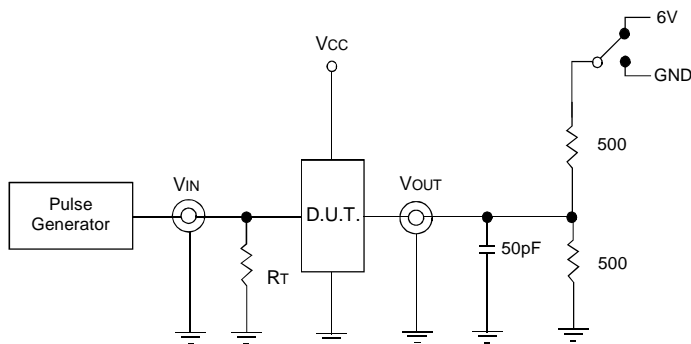 6V
GND
VCC
500
Pulse
Generator
VIN
D.U.T.
VOUT
RT
50pF
500